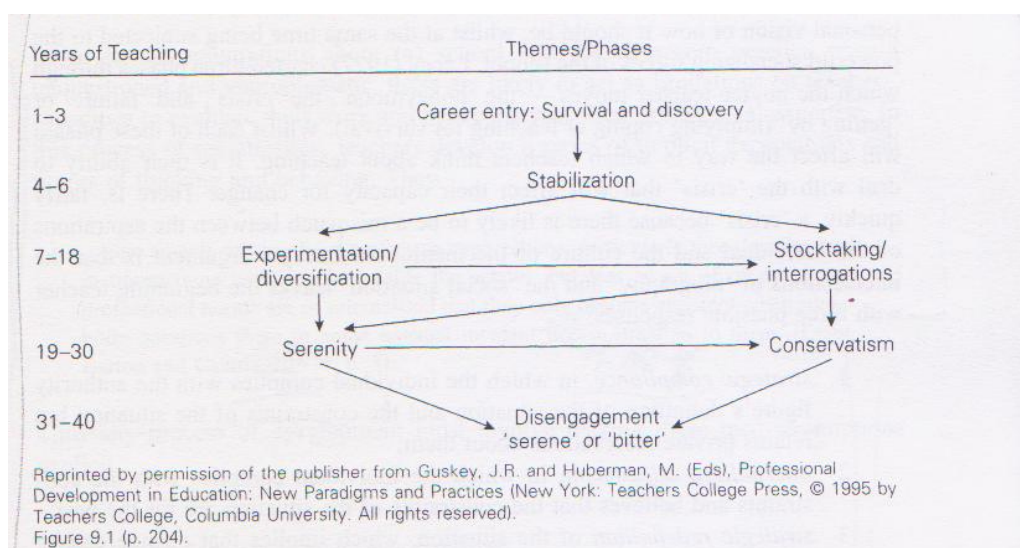 Years of Teaching Themes/Phases
1–3 Career entry: Survival and discovery
4–6 Stabilization
7–18 Experimentation/ Stocktaking/
diversification interrogations
19–30 Serenity Conservatism
31–40 Disengagement
'serene' or 'bitter'
Reprinted by permission of the publisher from Guskey, J.R. and Huberman, M. (Eds), Professional
Development in Education: New Paradigms and Practices (New York: Teachers College Press, © 1995 by
Teachers College, Columbia University. All rights reserved).
Figure 9.1 (p. 204).